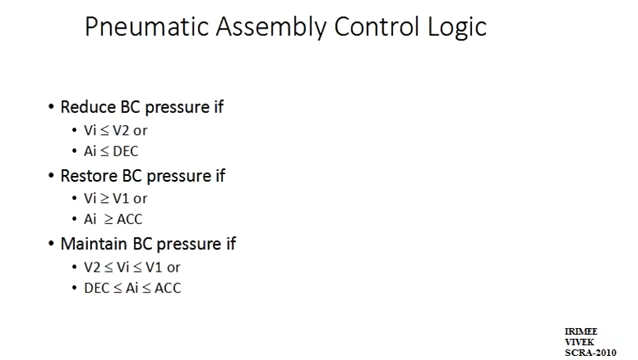 Pneumatic Assembly Control Logic
• Reduce BC pressure if
• Vi ≤ V2 or
• Ai ≤ DEC
• Restore BC pressure if
• Vi ≥ V1 or
• Ai ≥ ACC
• Maintain BC pressure if
• V2 ≤ Vi ≤ V1 or
• DEC ≤ Ai ≤ ACC
IRIMEE
VIVEK
SCRA-2010